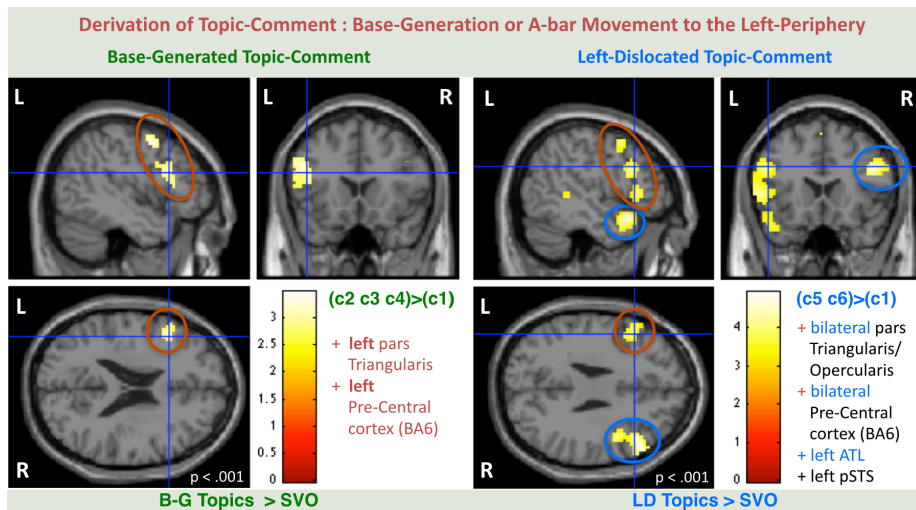 Derivation of Topic-Comment : Base-Generation or A-bar Movement to the Left-Periphery
Base-Generated Topic-Comment
L
L
R
L
R
p < .001
3
2.5
2
1.5
1
0.5
0
(c2 c3 c4)>(c1)
+ left pars
Triangularis
+ left
Pre-Central
cortex (BA6)
B-G Topics > SVO
Left-Dislocated Topic-Comment
L
L
R
L
R
p < .001
4
3
2
1
0
(c5 c6)>(c1)
+ bilateral pars
Triangularis/
Opercularis
+ bilateral
Pre-Central
cortex (BA6)
+ left ATL
+ left pSTS
LD Topics > SVO